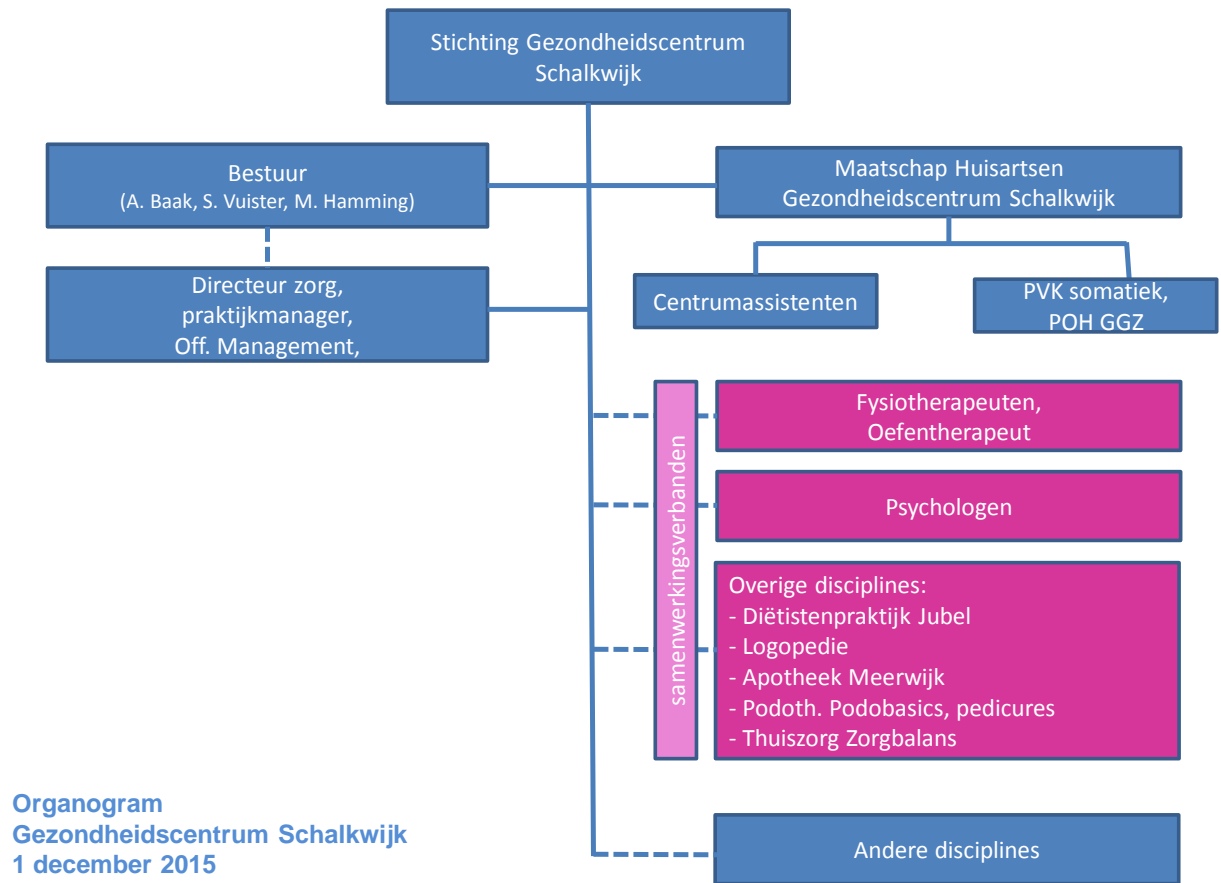 Stichting Gezondheidscentrum
Schalkwijk
Bestuur
(A. Baak, S. Vuister, M. Hamming)
Maatschap Huisartsen
Gezondheidscentrum Schalkwijk
Directeur zorg,
praktijkmanager,
Off. Management,
Centrumassistenten
PVK somatiek,
POH GGZ
samenwerkingsverbanden
Fysiotherapeuten,
Oefentherapeut
Psychologen
Overige disciplines:
- Diëtistenpraktijk Jubel
- Logopedie
- Apotheek Meerwijk
- Podoth. Podobasics, pedicures
- Thuiszorg Zorgbalans
Andere disciplines
Organogram
Gezondheidscentrum Schalkwijk
1 december 2015